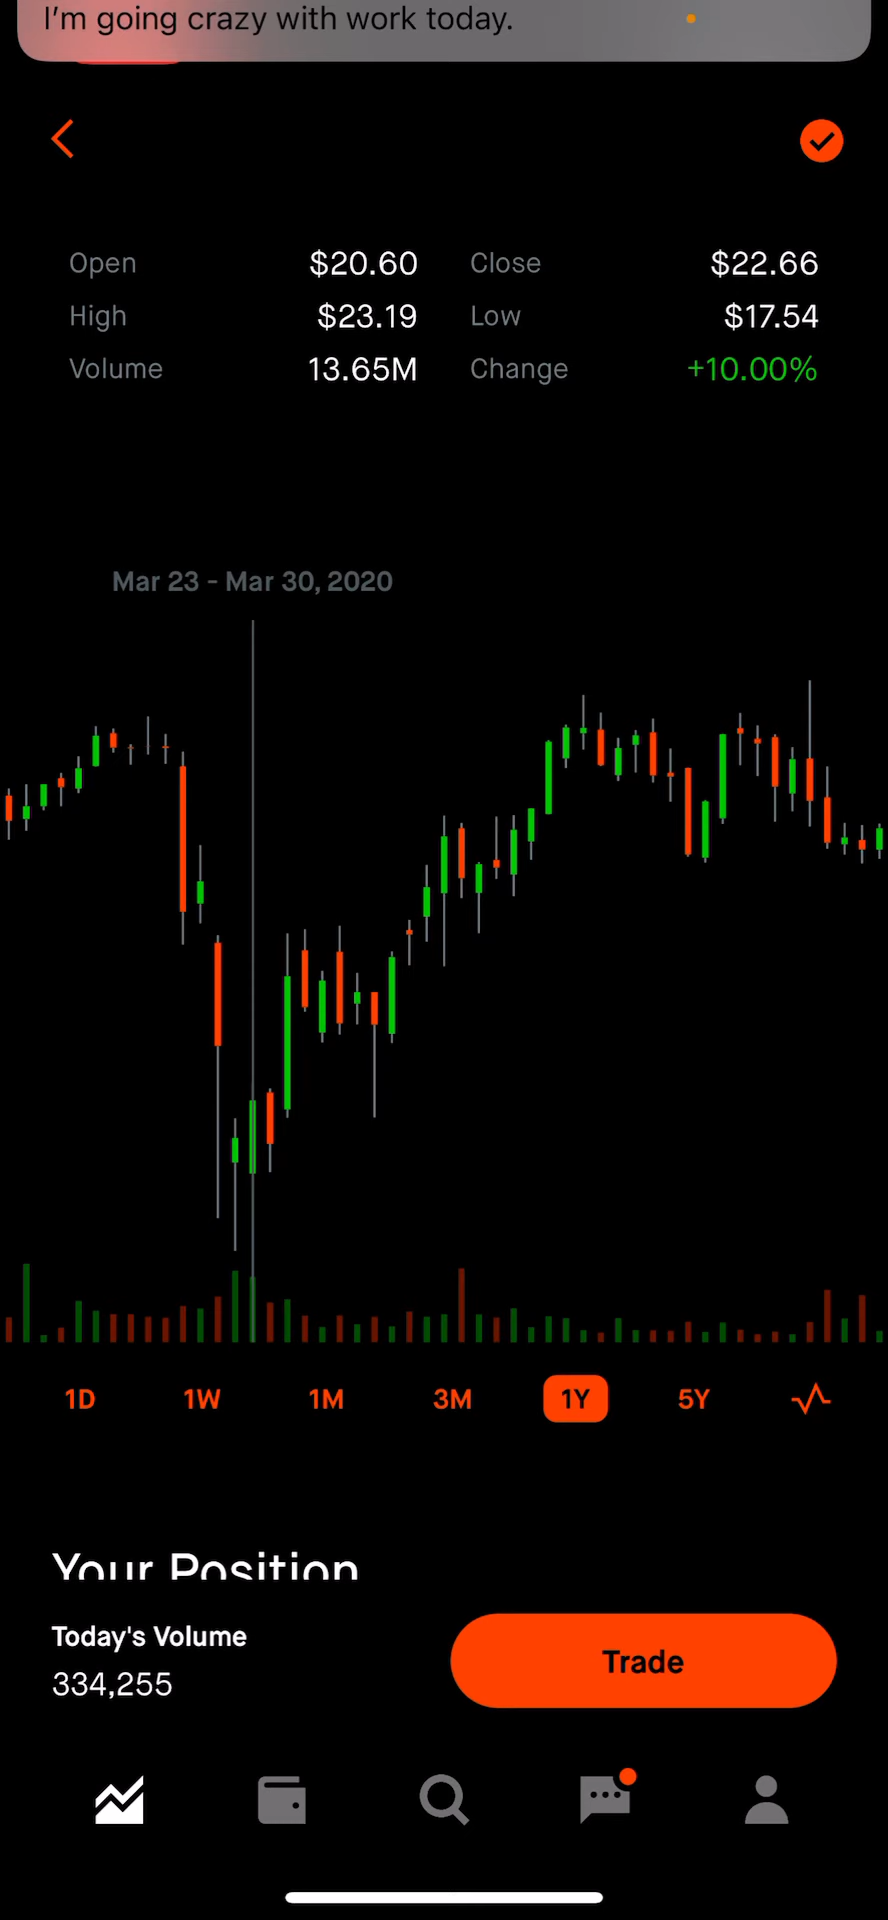 I'm going crazy with work today.
Open $20.60 Close $22.66
High $23.19 Low $17.54
Volume 13.65M Change +10.00%
Mar 23 - Mar 30, 2020
1D 1W 1M 3M 1Y 5Y
Your Position
Today's Volume
334,255
Trade